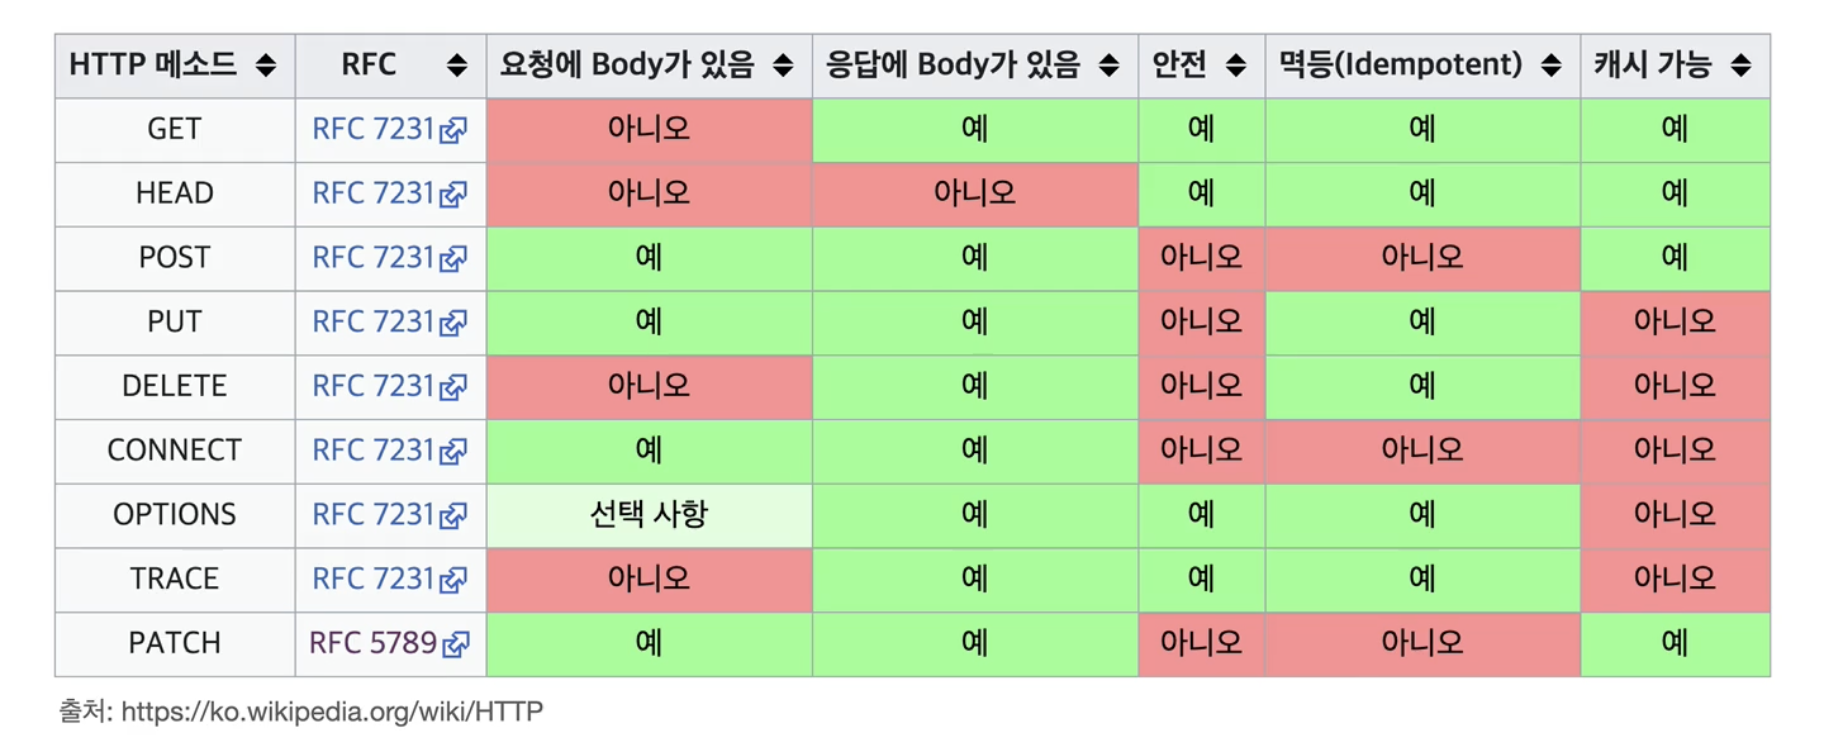 HTTP 메소드 RFC 요청에 Body가 있음 응답에 Body가 있음 안전 멱등(Idempotent) 캐시 가능
GET RFC 7231 아니오 예 예 예 예
HEAD RFC 7231 아니오 아니오 예 예 예
POST RFC 7231 예 예 아니오 아니오 예
PUT RFC 7231 예 예 아니오 예 아니오
DELETE RFC 7231 아니오 예 아니오 예 아니오
CONNECT RFC 7231 예 예 아니오 아니오 아니오
OPTIONS RFC 7231 선택 사항 예 예 예 아니오
TRACE RFC 7231 아니오 예 예 예 아니오
PATCH RFC 5789 예 예 아니오 아니오 예
출처: https://ko.wikipedia.org/wiki/HTTP